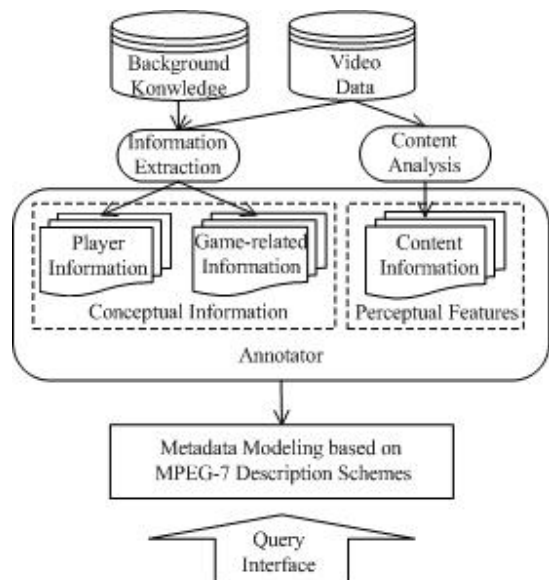 Background
Konwledge
Video
Data
Information
Extraction
Content
Analysis
Player
Information
Game-related
Information
Content
Information
Conceptual Information
Perceptual Features
Annotator
Metadata Modeling based on
MPEG-7 Description Schemes
Query
Interface